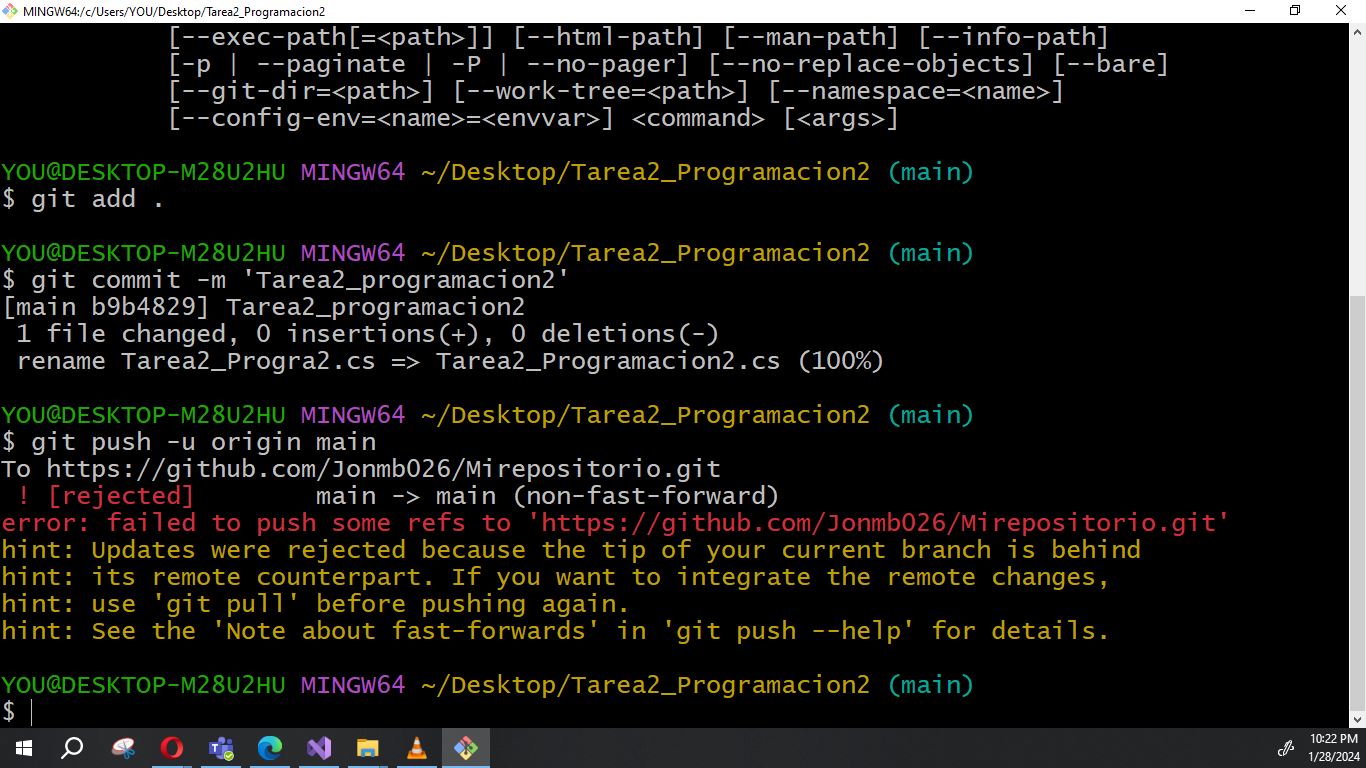 MINGW64:/c/Users/YOU/Desktop/Tarea2_Programacion2
[--exec-path[=<path>]] [--html-path] [--man-path] [--info-path]
[-p | --paginate | -P | --no-pager] [--no-replace-objects] [--bare]
[--git-dir=<path>] [--work-tree=<path>] [--namespace=<name>]
[--config-env=<name>=<envvar>] <command> [<args>]
YOU@DESKTOP-M28U2HU MINGW64 ~/Desktop/Tarea2_Programacion2 (main)
$ git add .
YOU@DESKTOP-M28U2HU MINGW64 ~/Desktop/Tarea2_Programacion2 (main)
$ git commit -m 'Tarea2_programacion2'
[main b9b4829] Tarea2_programacion2
1 file changed, 0 insertions(+), 0 deletions(-)
rename Tarea2_Progra2.cs => Tarea2_Programacion2.cs (100%)
YOU@DESKTOP-M28U2HU MINGW64 ~/Desktop/Tarea2_Programacion2 (main)
$ git push -u origin main
To https://github.com/Jonmb026/Mirepositorio.git
! [rejected] main -> main (non-fast-forward)
error: failed to push some refs to 'https://github.com/Jonmb026/Mirepositorio.git'
hint: Updates were rejected because the tip of your current branch is behind
hint: its remote counterpart. If you want to integrate the remote changes,
hint: use 'git pull' before pushing again.
hint: See the 'Note about fast-forwards' in 'git push --help' for details.
YOU@DESKTOP-M28U2HU MINGW64 ~/Desktop/Tarea2_Programacion2 (main)
$
10:22 PM
1/28/2024